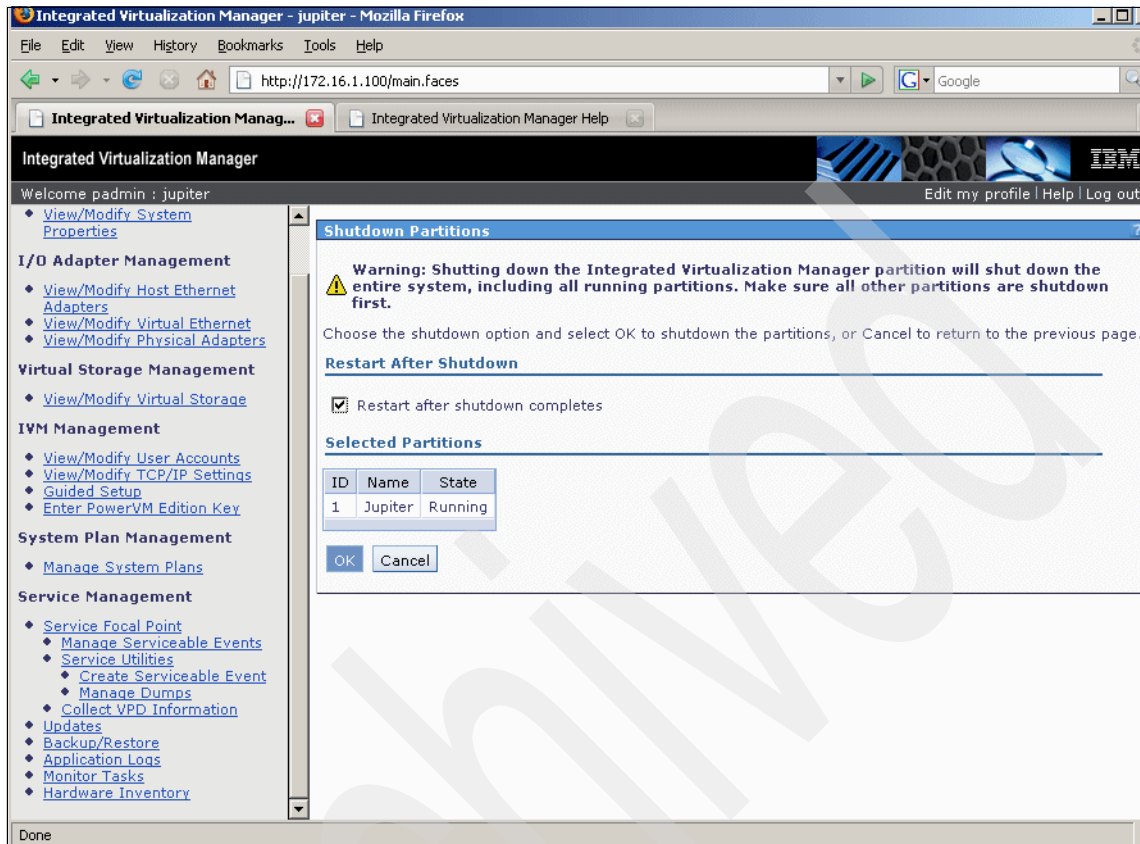 Integrated Virtualization Manager - jupiter - Mozilla Firefox
File Edit View History Bookmarks Tools Help
http://172.16.1.100/main.faces
Google
Integrated Virtualization Manag...
Integrated Virtualization Manager Help
Integrated Virtualization Manager
IBM
Welcome padmin : jupiter
Edit my profile | Help | Log out
View/Modify System
Properties
I/O Adapter Management
View/Modify Host Ethernet
Adapters
View/Modify Virtual Ethernet
View/Modify Physical Adapters
Virtual Storage Management
View/Modify Virtual Storage
IVM Management
View/Modify User Accounts
View/Modify TCP/IP Settings
Guided Setup
Enter PowerVM Edition Key
System Plan Management
Manage System Plans
Service Management
Service Focal Point
Manage Serviceable Events
Service Utilities
Create Serviceable Event
Manage Dumps
Collect VPD Information
Updates
Backup/Restore
Application Logs
Monitor Tasks
Hardware Inventory
Shutdown Partitions
?
Warning: Shutting down the Integrated Virtualization Manager partition will shut down the
entire system, including all running partitions. Make sure all other partitions are shutdown
first.
Choose the shutdown option and select OK to shutdown the partitions, or Cancel to return to the previous page.
Restart After Shutdown
Restart after shutdown completes
Selected Partitions
ID Name State
1 Jupiter Running
OK Cancel
Done